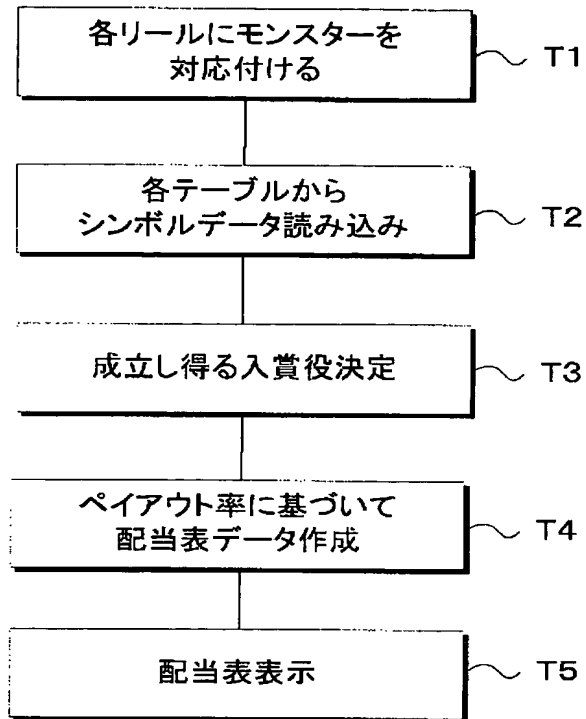 各リールにモンスターを
対応付ける
T1
各テーブルから
シンボルデータ読み込み
T2
成立し得る入賞役決定
T3
ペイアウト率に基づいて
配当表データ作成
T4
配当表表示
T5